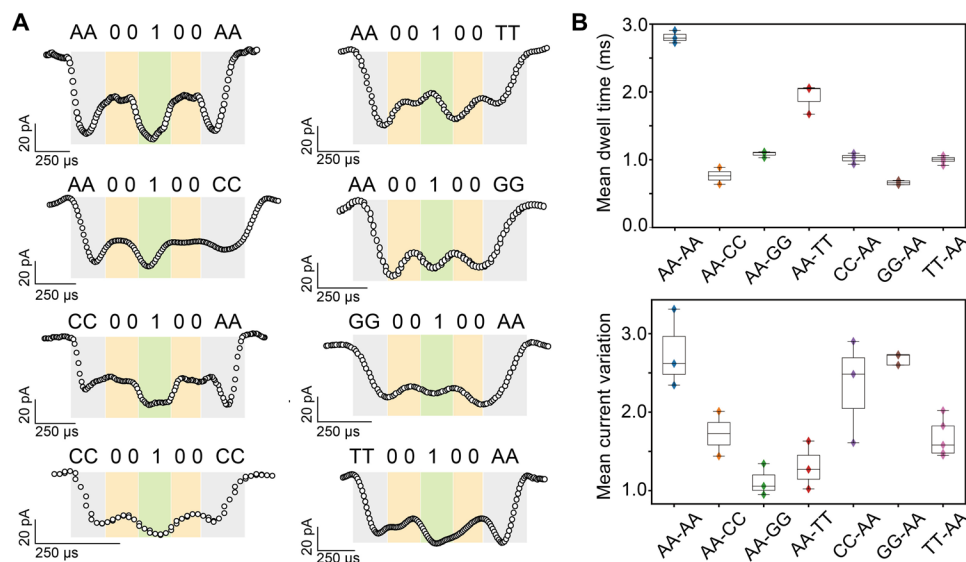 A
AA 0 0 1 0 0 AA
20 pA
250 µs
AA 0 0 1 0 0 TT
20 pA
250 µs
AA 0 0 1 0 0 CC
20 pA
250 µs
AA 0 0 1 0 0 GG
20 pA
250 µs
CC 0 0 1 0 0 AA
20 pA
250 µs
GG 0 0 1 0 0 AA
20 pA
250 µs
CC 0 0 1 0 0 CC
20 pA
250 µs
TT 0 0 1 0 0 AA
20 pA
250 µs
B
Mean dwell time (ms)
3.0
2.0
1.0
0.0
AA-AA
AA-CC
AA-GG
AA-TT
CC-AA
GG-AA
TT-AA
Mean current variation
3.0
2.0
1.0
AA-AA
AA-CC
AA-GG
AA-TT
CC-AA
GG-AA
TT-AA